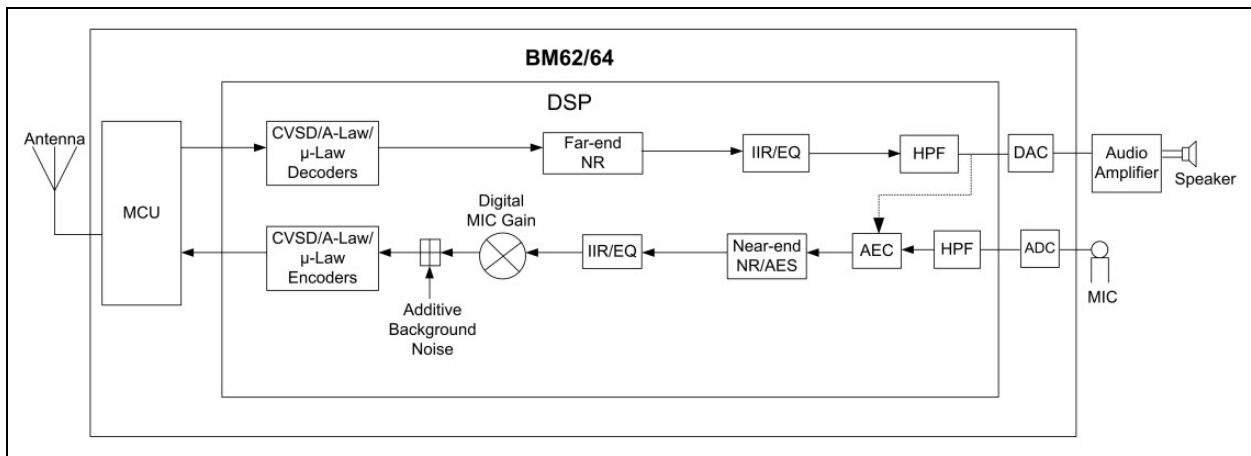 BM62/64
DSP
Antenna
MCU
CVSD/A-Law/
µ-Law
Decoders
Far-end
NR
IIR/EQ
HPF
DAC
Audio
Amplifier
Speaker
Digital
MIC Gain
CVSD/A-Law/
µ-Law
Encoders
IIR/EQ
Near-end
NR/AES
AEC
HPF
ADC
MIC
Additive
Background
Noise